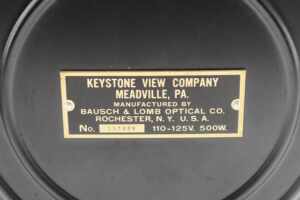 KEYSTONE VIEW COMPANY
MEADVILLE, PA.
MANUFACTURED BY
BAUSCH & LOMB OPTICAL CO.
ROCHESTER, N. Y. U. S. A.
No. 110-125V. 500W.